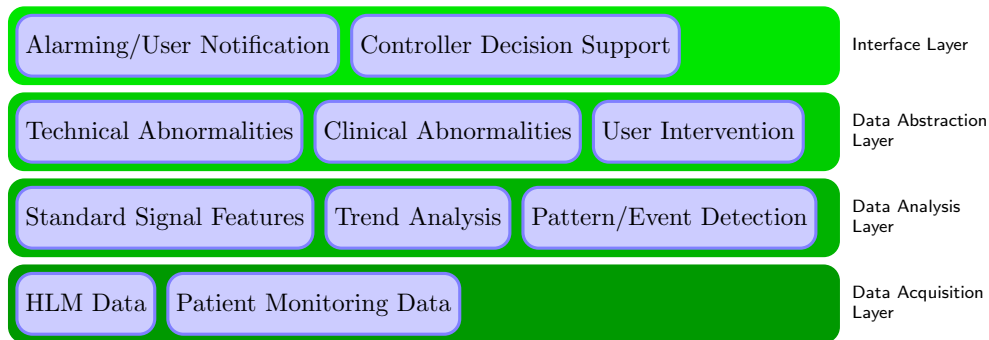 Alarming/User Notification
Controller Decision Support
Interface Layer
Technical Abnormalities
Clinical Abnormalities
User Intervention
Data Abstraction
Layer
Standard Signal Features
Trend Analysis
Pattern/Event Detection
Data Analysis
Layer
HLM Data
Patient Monitoring Data
Data Acquisition
Layer